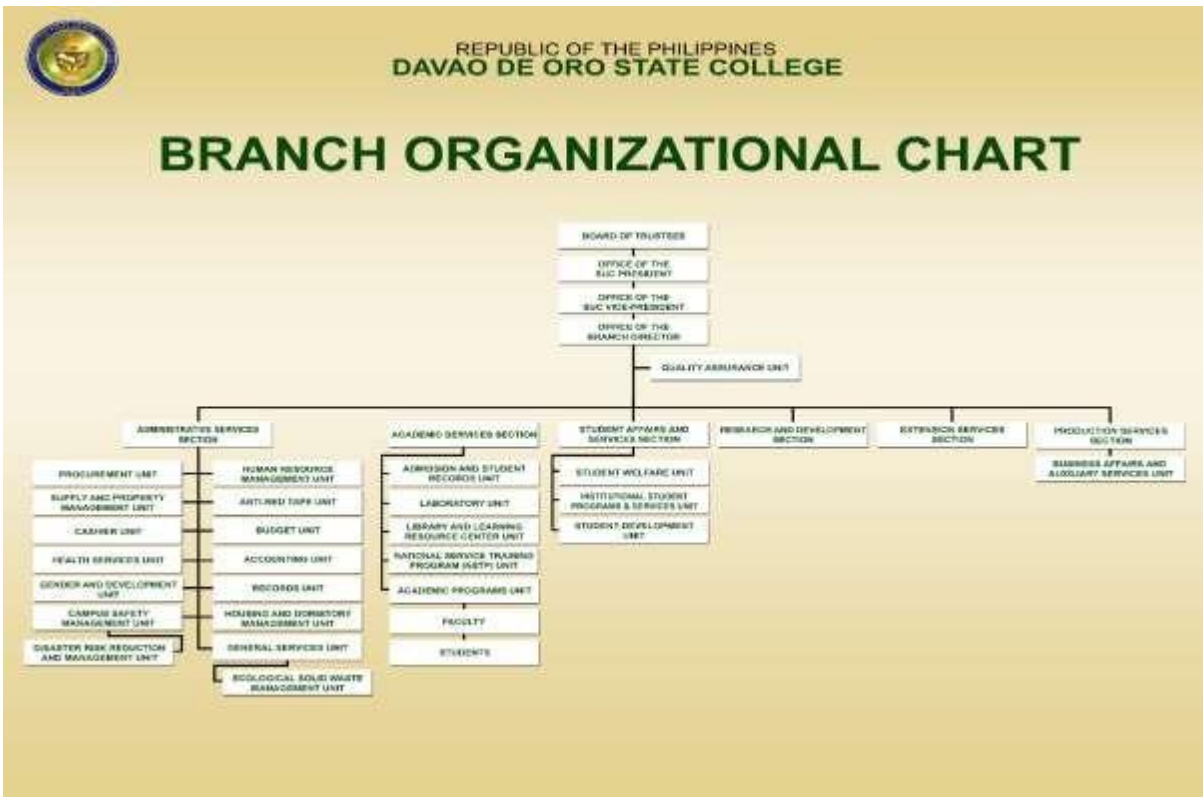 REPUBLIC OF THE PHILIPPINES
DAVAO DE ORO STATE COLLEGE
BRANCH ORGANIZATIONAL CHART
BOARD OF TRUSTEES
OFFICE OF THE
SUC PRESIDENT
OFFICE OF THE
SUC VICE-PRESIDENT
OFFICE OF THE
BRANCH DIRECTOR
QUALITY ASSURANCE UNIT
ADMINISTRATIVE SERVICES
SECTION
PROCUREMENT UNIT
SUPPLY AND PROPERTY
MANAGEMENT UNIT
CASHIER UNIT
HEALTH SERVICES UNIT
GENDER AND DEVELOPMENT
UNIT
CAMPUS SAFETY
MANAGEMENT UNIT
DISASTER RISK REDUCTION
AND MANAGEMENT UNIT
HUMAN RESOURCE
MANAGEMENT UNIT
ANTI-RED TAPE UNIT
BUDGET UNIT
ACCOUNTING UNIT
RECORDS UNIT
HOUSING AND DORMITORY
MANAGEMENT UNIT
GENERAL SERVICES UNIT
ECOLOGICAL SOLID WASTE
MANAGEMENT UNIT
ACADEMIC SERVICES SECTION
ADMISSION AND STUDENT
RECORDS UNIT
LABORATORY UNIT
LIBRARY AND LEARNING
RESOURCE CENTER UNIT
NATIONAL SERVICE TRAINING
PROGRAM (NSTP) UNIT
ACADEMIC PROGRAMS UNIT
FACULTY
STUDENTS
STUDENT AFFAIRS AND
SERVICES SECTION
STUDENT WELFARE UNIT
INSTITUTIONAL STUDENT
PROGRAMS & SERVICES UNIT
STUDENT DEVELOPMENT
UNIT
RESEARCH AND DEVELOPMENT
SECTION
EXTENSION SERVICES
SECTION
PRODUCTION SERVICES
SECTION
BUSINESS AFFAIRS AND
AUXILIARY SERVICES UNIT